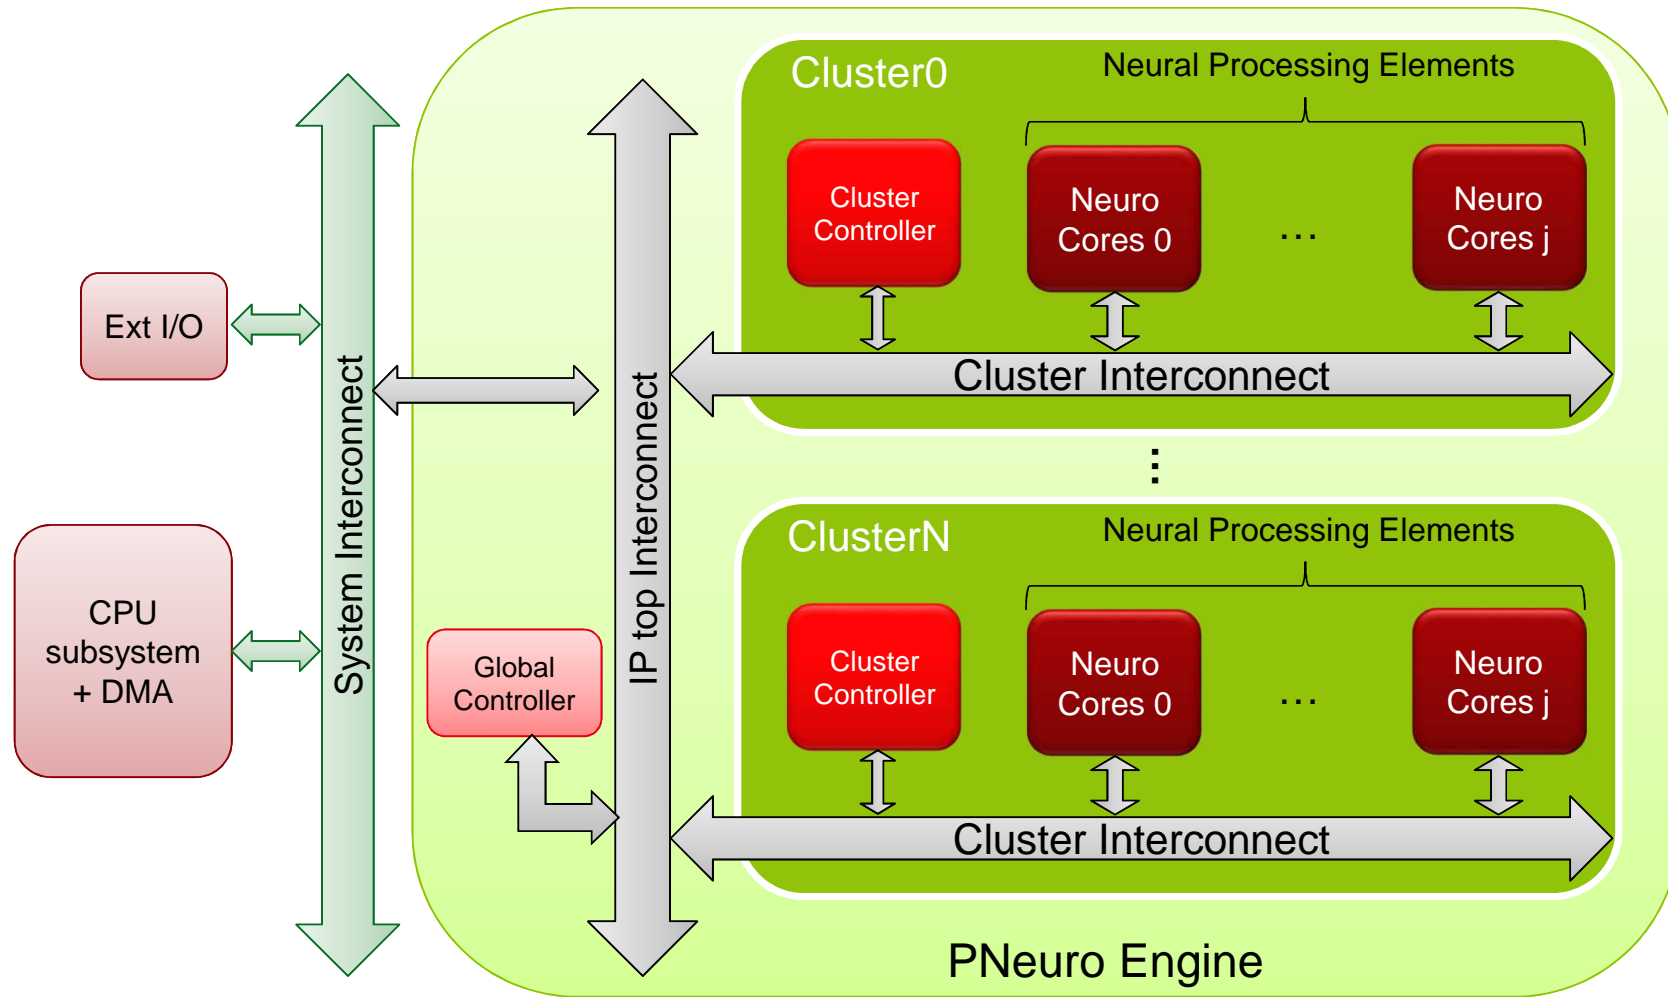 Cluster0
Neural Processing Elements
Cluster
Controller
Neuro
Cores 0
...
Neuro
Cores j
Cluster Interconnect
Ext I/O
System Interconnect
IP top Interconnect
...
ClusterN
Neural Processing Elements
CPU
subsystem
+ DMA
Global
Controller
Cluster
Controller
Neuro
Cores 0
...
Neuro
Cores j
Cluster Interconnect
PNeuro Engine